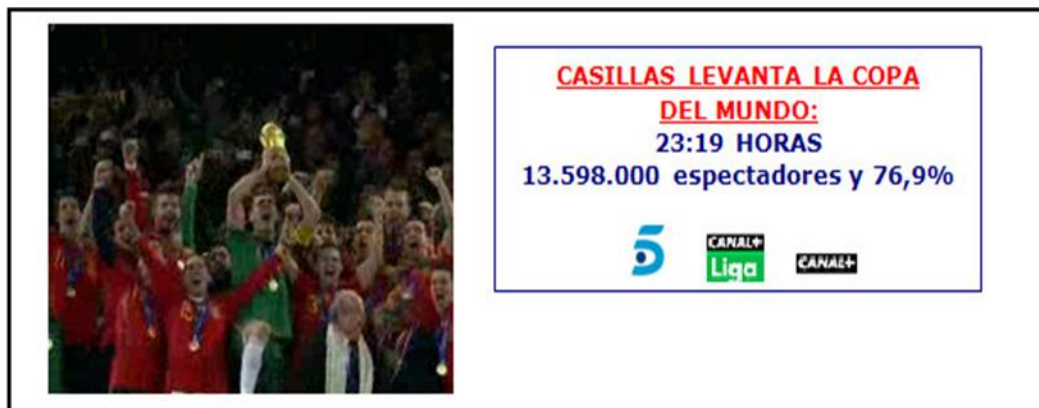 CASILLAS LEVANTA LA COPA
DEL MUNDO:
23:19 HORAS
13.598.000 espectadores y 76,9%
5
CANAL+
Liga
CANAL+